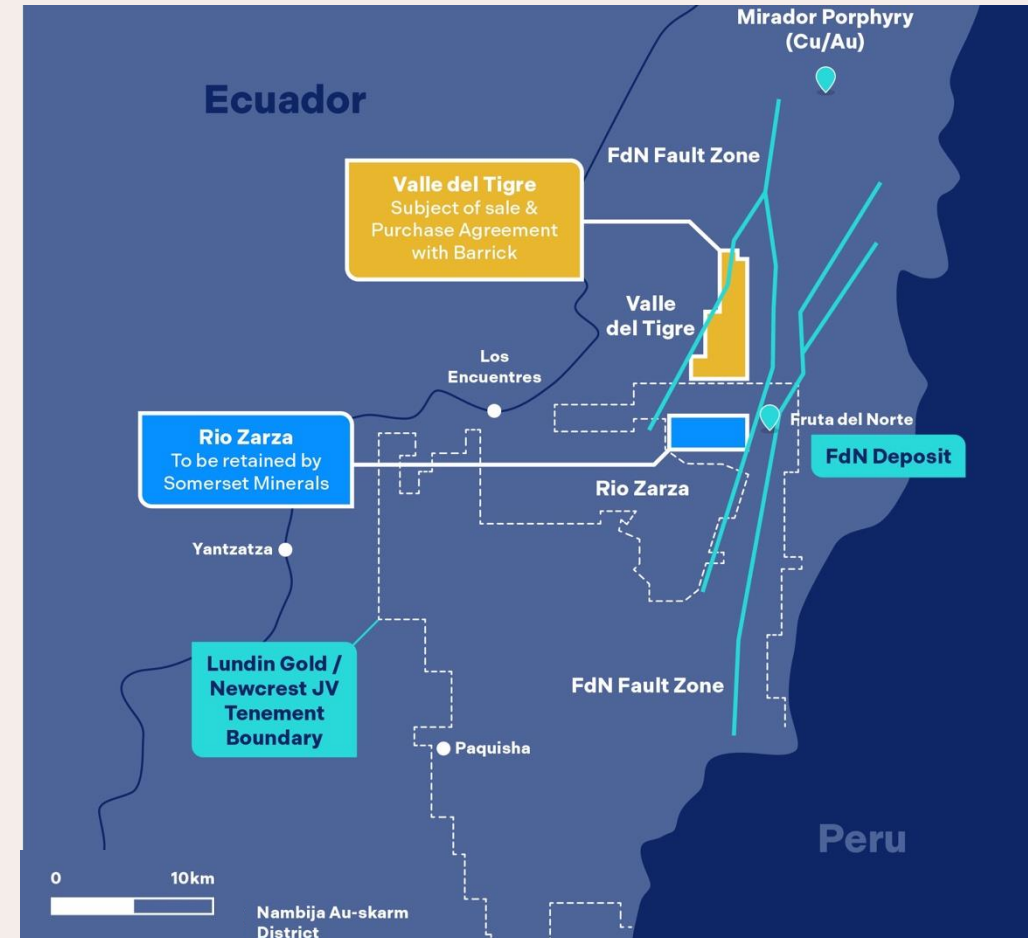 Mirador Porphyry
(Cu/Au)
Ecuador
FdN Fault Zone
Valle del Tigre
Subject of sale &
Purchase Agreement
with Barrick
Valle
del Tigre
Los
Encuentres
Fruta del Norte
FdN Deposit
Rio Zarza
To be retained by
Somerset Minerals
Rio Zarza
Yantzatza
Lundin Gold /
Newcrest JV
Tenement
Boundary
FdN Fault Zone
Paquisha
Peru
0 10km
Nambija Au-skarm
District